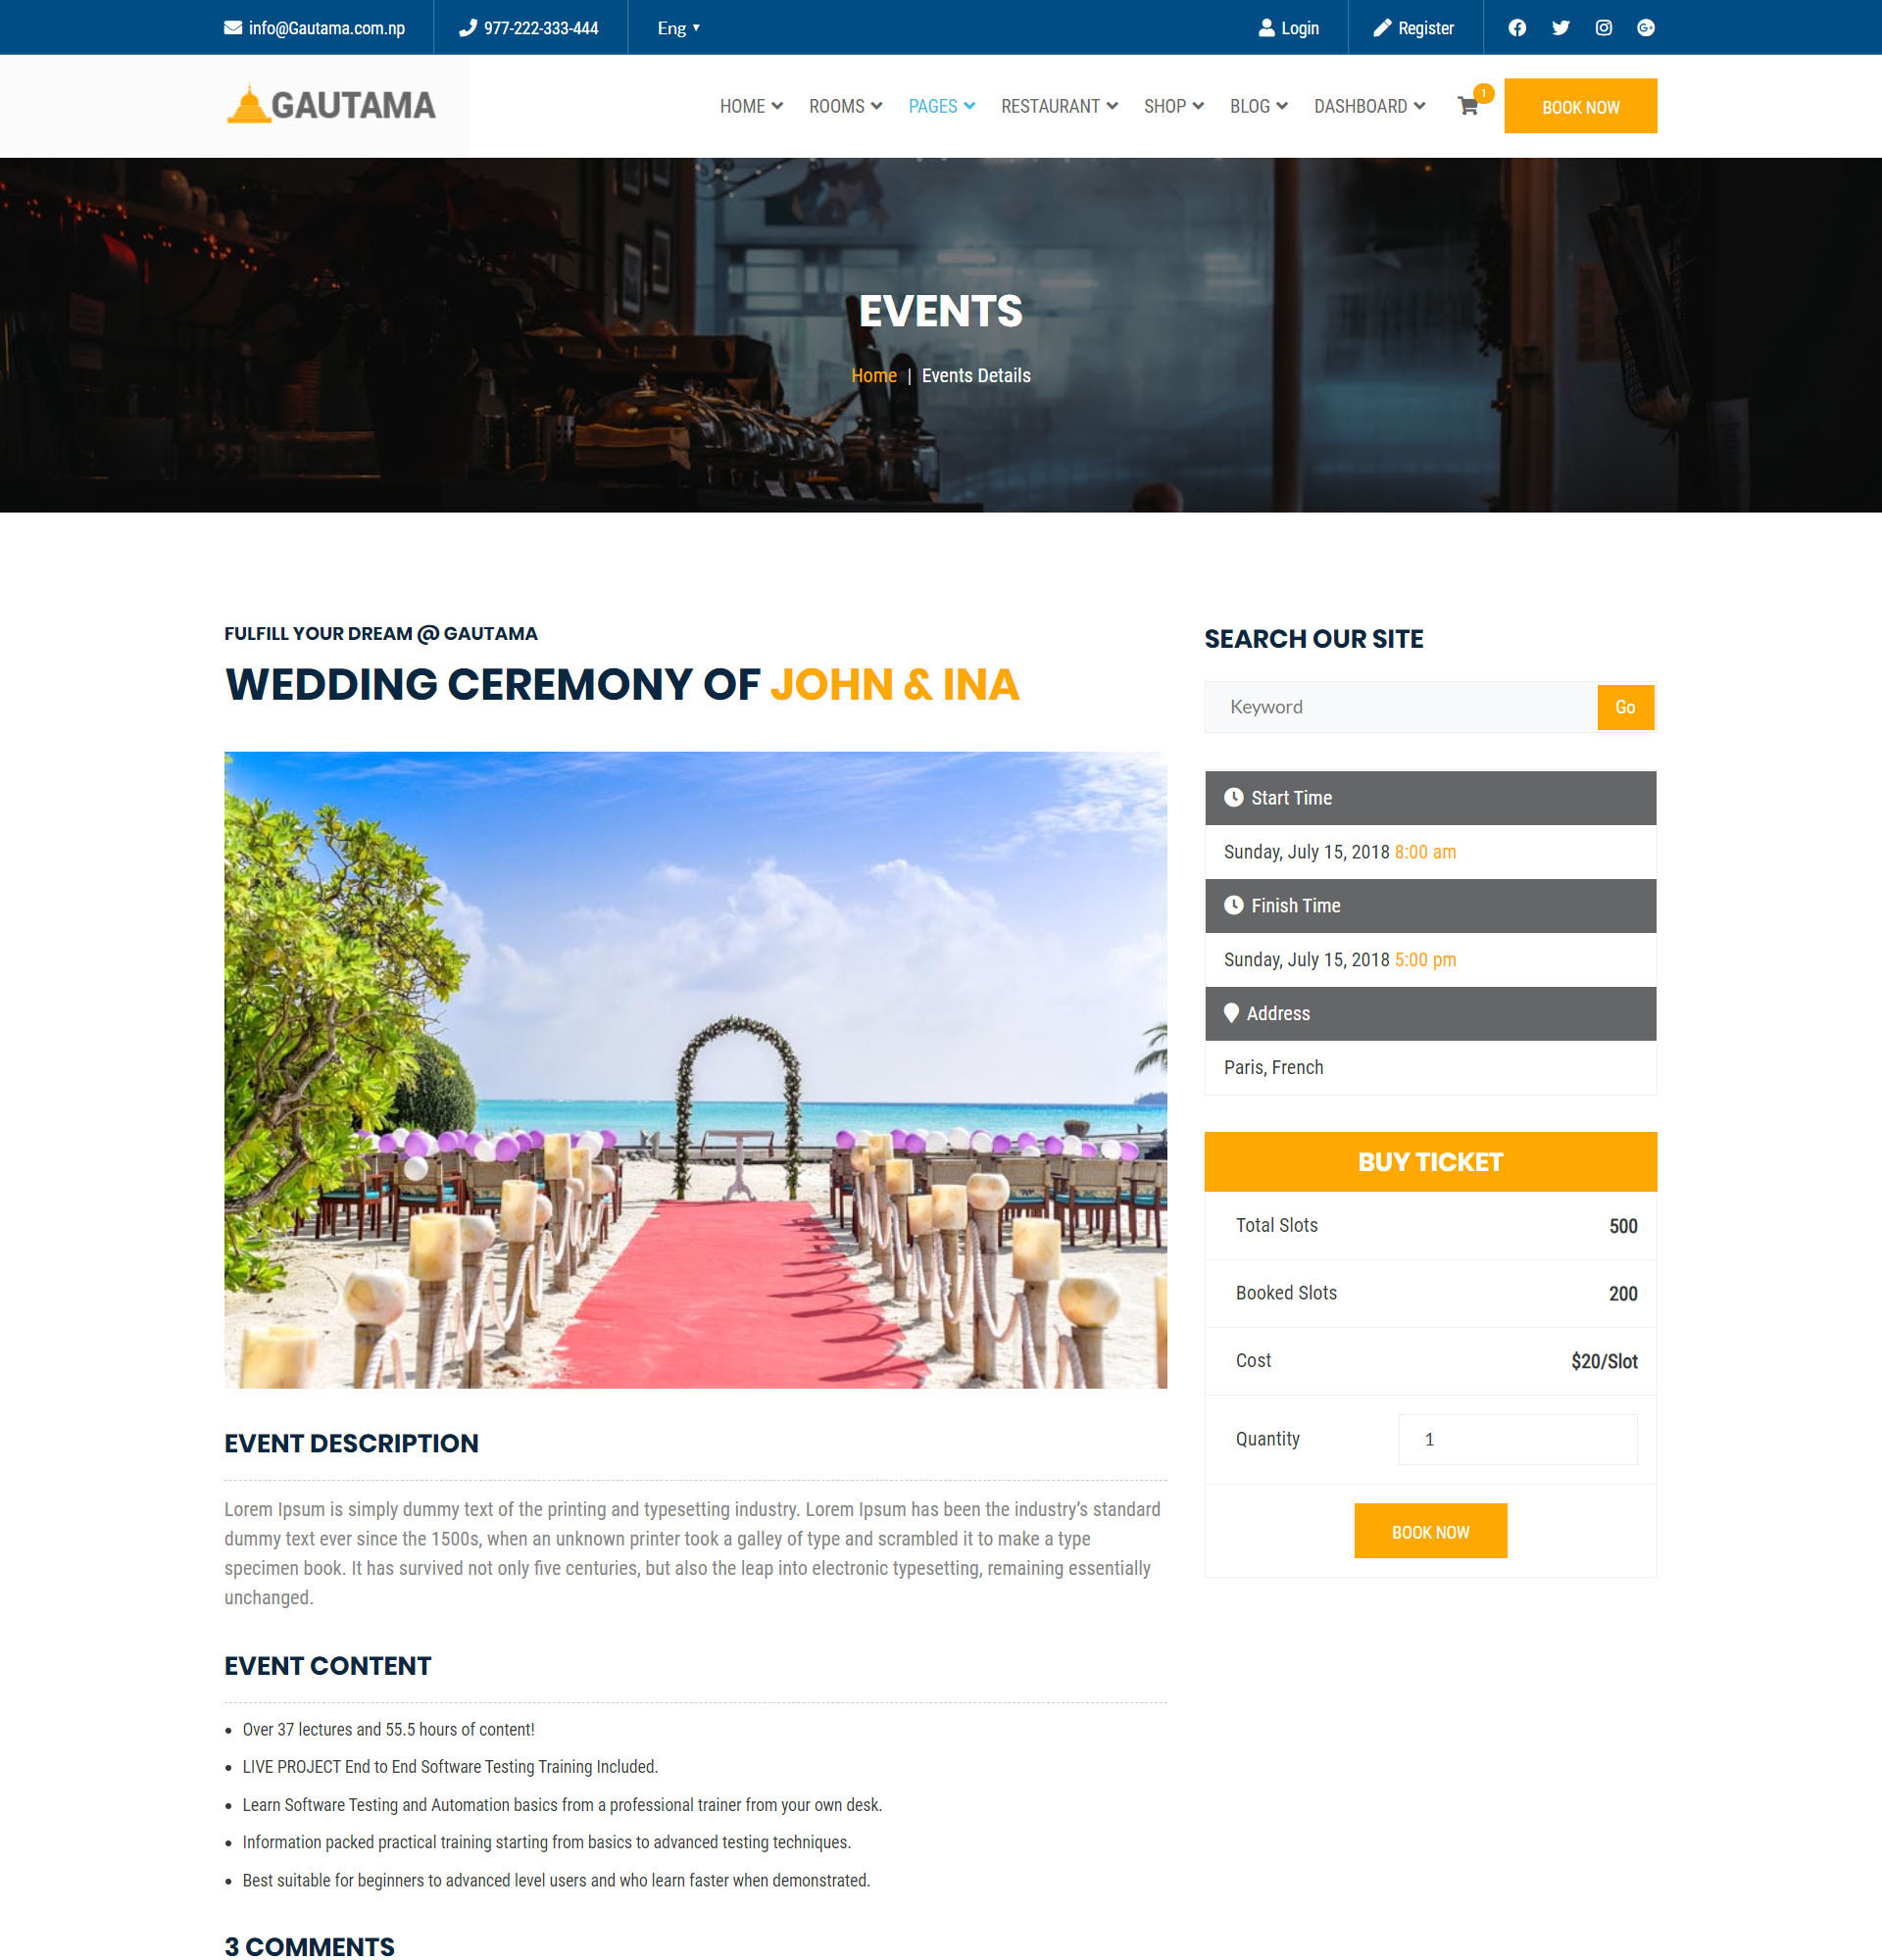 info@Gautama.com.np
977-222-333-444
Eng
Login
Register
GAUTAMA
HOME
ROOMS
PAGES
RESTAURANT
SHOP
BLOG
DASHBOARD
1
BOOK NOW
EVENTS
Home | Events Details
FULFILL YOUR DREAM @ GAUTAMA
WEDDING CEREMONY OF JOHN & INA
EVENT DESCRIPTION
Lorem Ipsum is simply dummy text of the printing and typesetting industry. Lorem Ipsum has been the industry’s standard
dummy text ever since the 1500s, when an unknown printer took a galley of type and scrambled it to make a type
specimen book. It has survived not only five centuries, but also the leap into electronic typesetting, remaining essentially
unchanged.
EVENT CONTENT
• Over 37 lectures and 55.5 hours of content!
• LIVE PROJECT End to End Software Testing Training Included.
• Learn Software Testing and Automation basics from a professional trainer from your own desk.
• Information packed practical training starting from basics to advanced testing techniques.
• Best suitable for beginners to advanced level users and who learn faster when demonstrated.
3 COMMENTS
SEARCH OUR SITE
Keyword
Go
Start Time
Sunday, July 15, 2018 8:00 am
Finish Time
Sunday, July 15, 2018 5:00 pm
Address
Paris, French
BUY TICKET
Total Slots 500
Booked Slots 200
Cost $20/Slot
Quantity 1
BOOK NOW